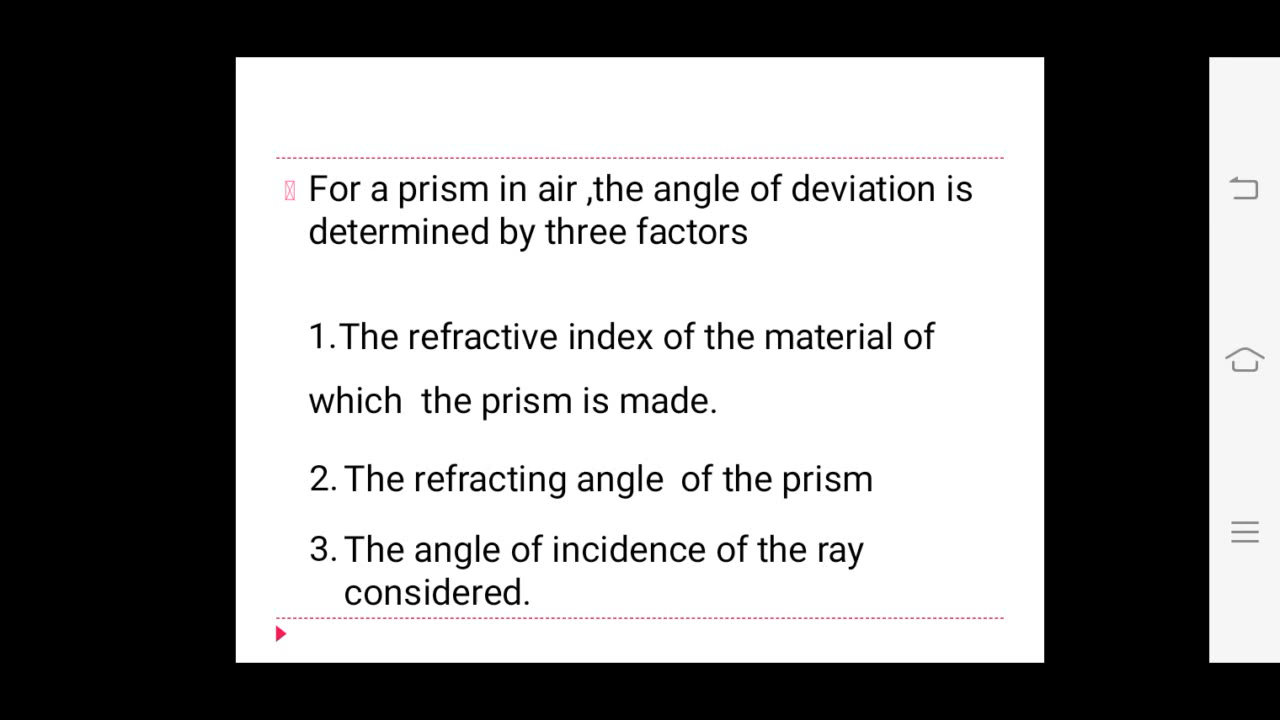 For a prism in air ,the angle of deviation is
determined by three factors
1.The refractive index of the material of
which  the prism is made.
2. The refracting angle  of the prism
3. The angle of incidence of the ray
considered.